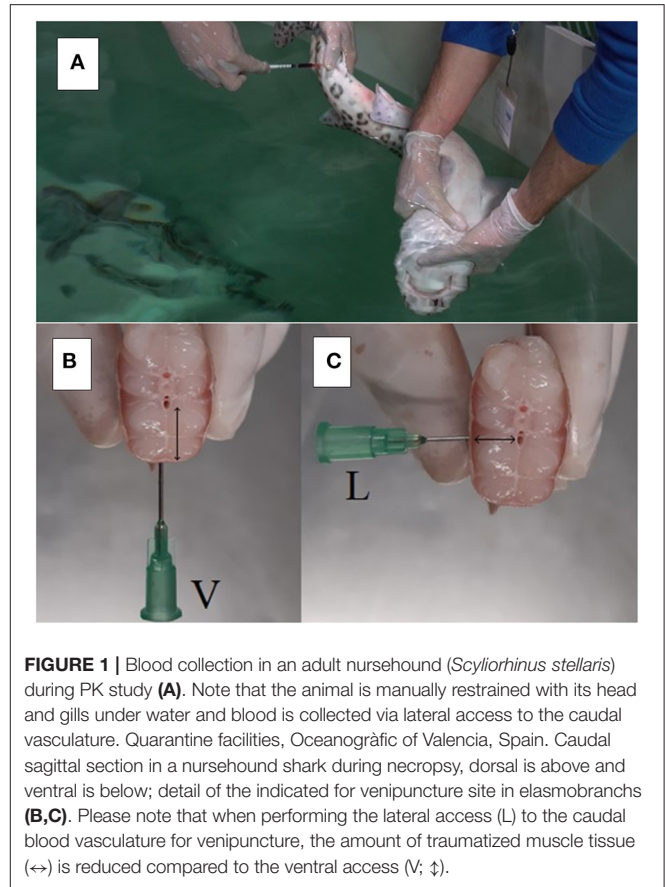 A
B
C
V
L
FIGURE 1 | Blood collection in an adult nursehound (Scyliorhinus stellaris)
during PK study (A). Note that the animal is manually restrained with its head
and gills under water and blood is collected via lateral access to the caudal
vasculature. Quarantine facilities, Oceanogràfic of Valencia, Spain. Caudal
sagittal section in a nursehound shark during necropsy, dorsal is above and
ventral is below; detail of the indicated for venipuncture site in elasmobranchs
(B,C). Please note that when performing the lateral access (L) to the caudal
blood vasculature for venipuncture, the amount of traumatized muscle tissue
(↔) is reduced compared to the ventral access (V; ↕).